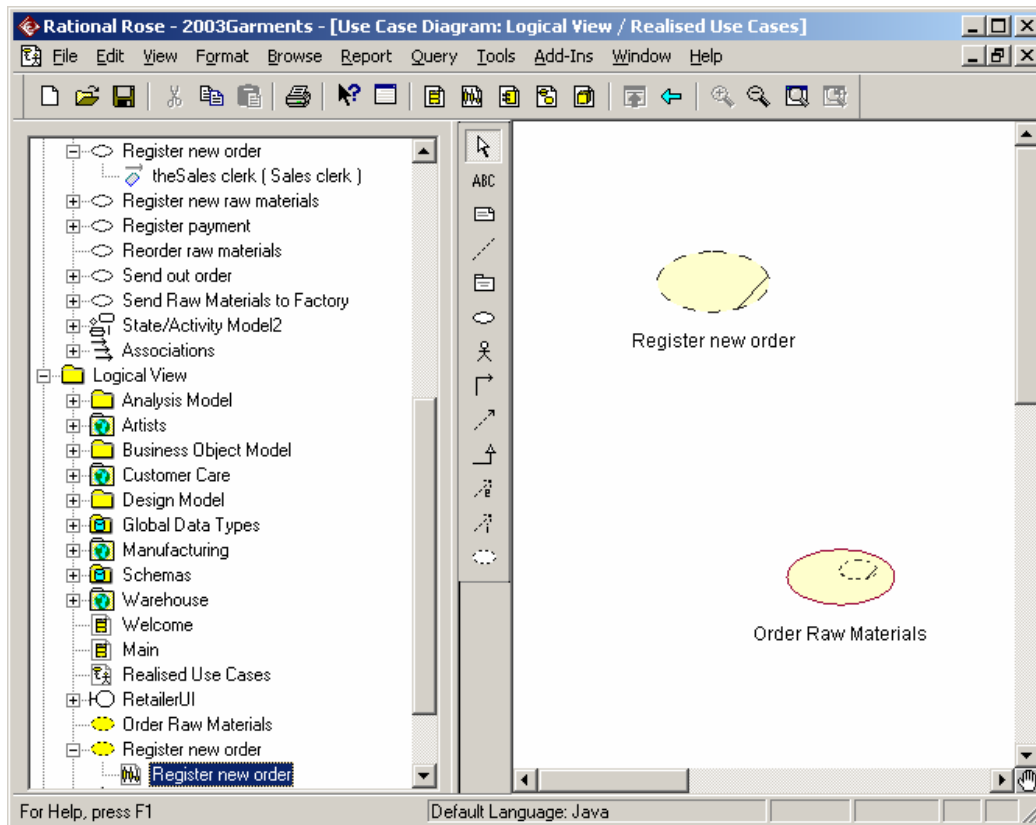 Rational Rose - 2003Garments - [Use Case Diagram: Logical View / Realised Use Cases]
File Edit View Format Browse Report Query Tools Add-Ins Window Help
Register new order
theSales clerk ( Sales clerk )
Register new raw materials
Register payment
Reorder raw materials
Send out order
Send Raw Materials to Factory
State/Activity Model2
Associations
Logical View
Analysis Model
Artists
Business Object Model
Customer Care
Design Model
Global Data Types
Manufacturing
Schemas
Warehouse
Welcome
Main
Realised Use Cases
RetailerUI
Order Raw Materials
Register new order
Register new order
ABC
Register new order
Order Raw Materials
For Help, press F1
Default Language: Java